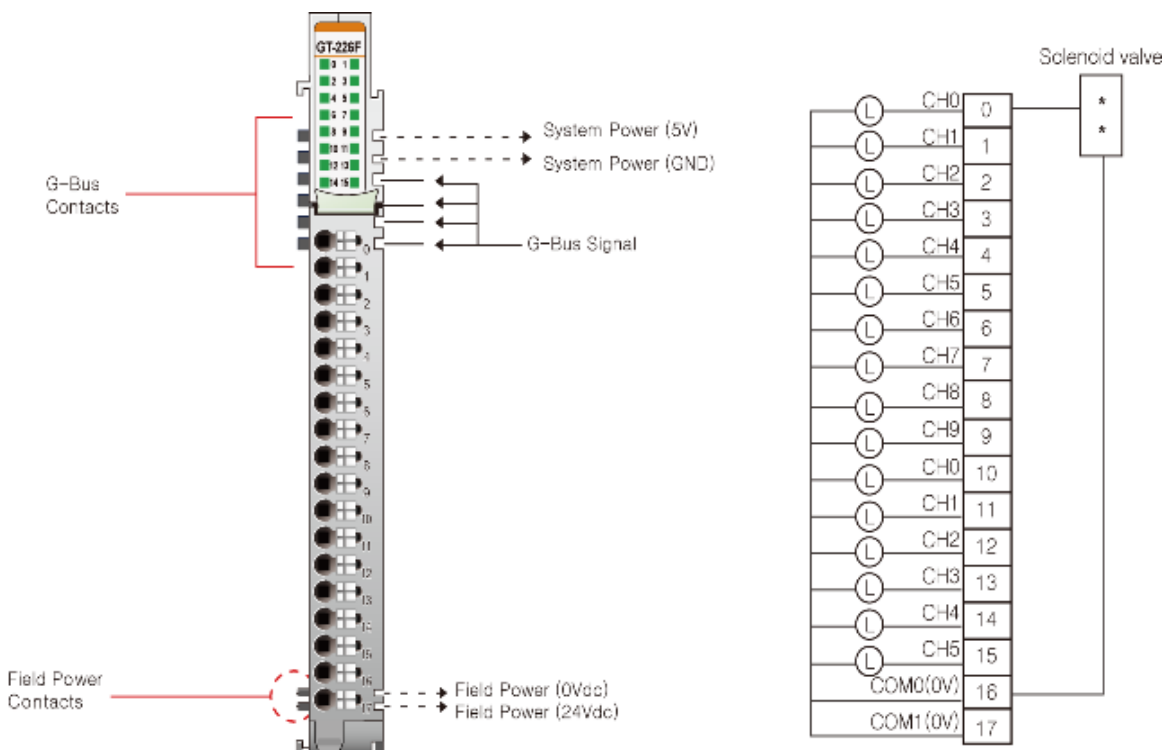 GT-226F
0 1
2 3
4 5
6 7
8 9
10 11
12 13
14 15
G-Bus
Contacts
System Power (5V)
System Power (GND)
G-Bus Signal
0
1
2
3
4
5
6
7
8
9
10
11
12
13
14
15
16
17
Field Power
Contacts
Field Power (0Vdc)
Field Power (24Vdc)
Solenoid valve
*
*
L CH0 0
L CH1 1
L CH2 2
L CH3 3
L CH4 4
L CH5 5
L CH6 6
L CH7 7
L CH8 8
L CH9 9
L CH0 10
L CH1 11
L CH2 12
L CH3 13
L CH4 14
L CH5 15
COM0(0V) 16
COM1(0V) 17